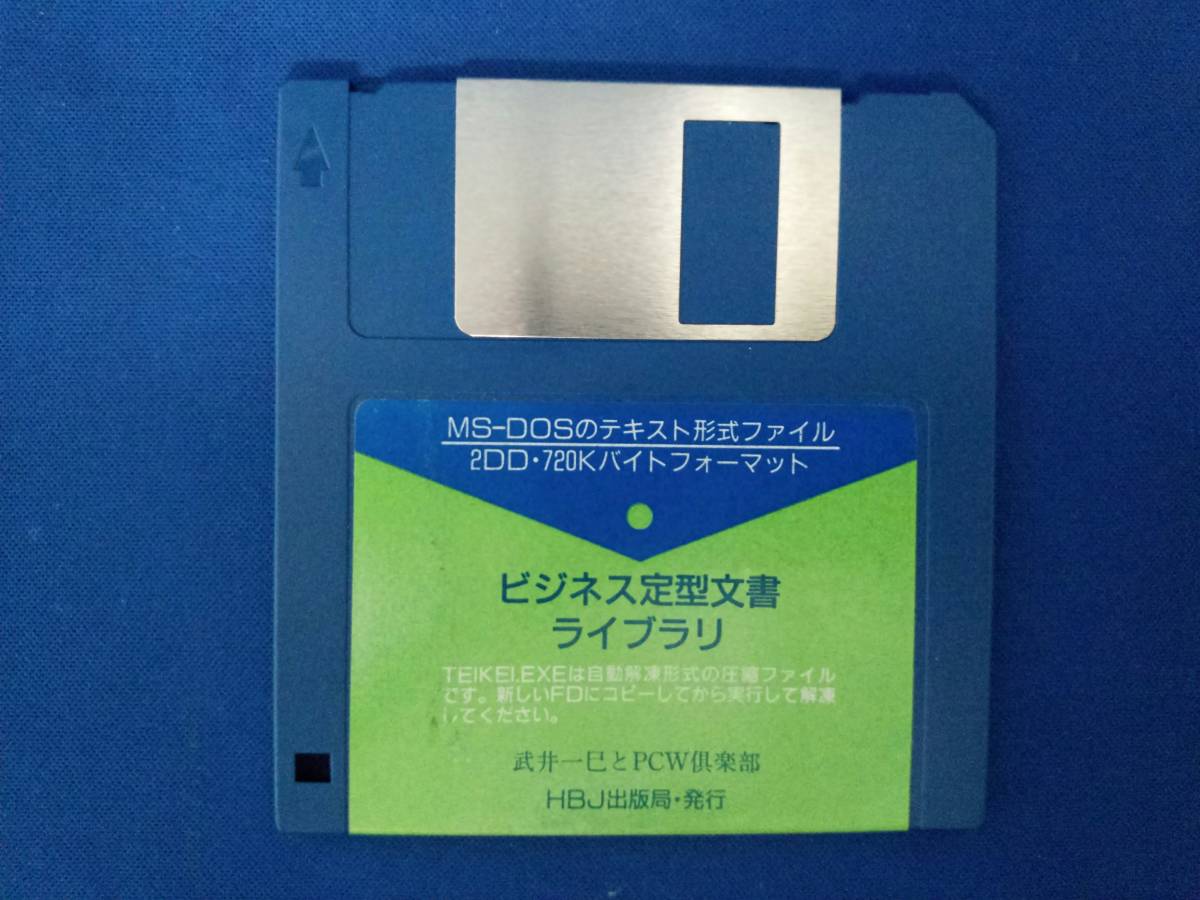 MS-DOSのテキスト形式ファイル
2DD・720Kバイトフォーマット
ビジネス定型文書
ライブラリ
TEIKEI.EXEは自動解凍形式の圧縮ファイル
です。新しいFDにコピーしてから実行して解凍
してください。
武井一巳とPCW倶楽部
HBJ出版局・発行